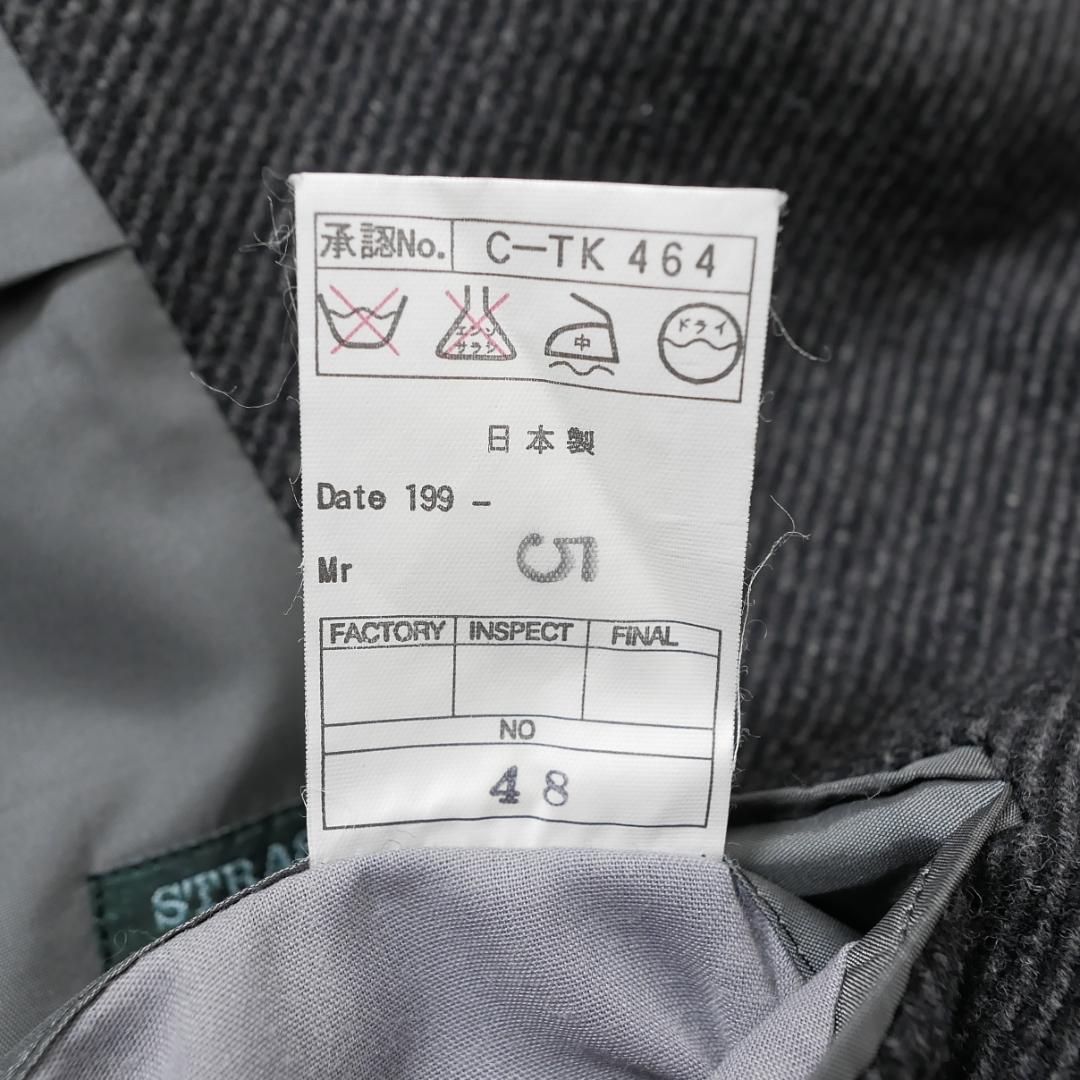 承認No. C-TK 464
エンソ
サラシ
中
ドライ
日本製
Date 199 -
Mr
5
FACTORY INSPECT FINAL
NO
48